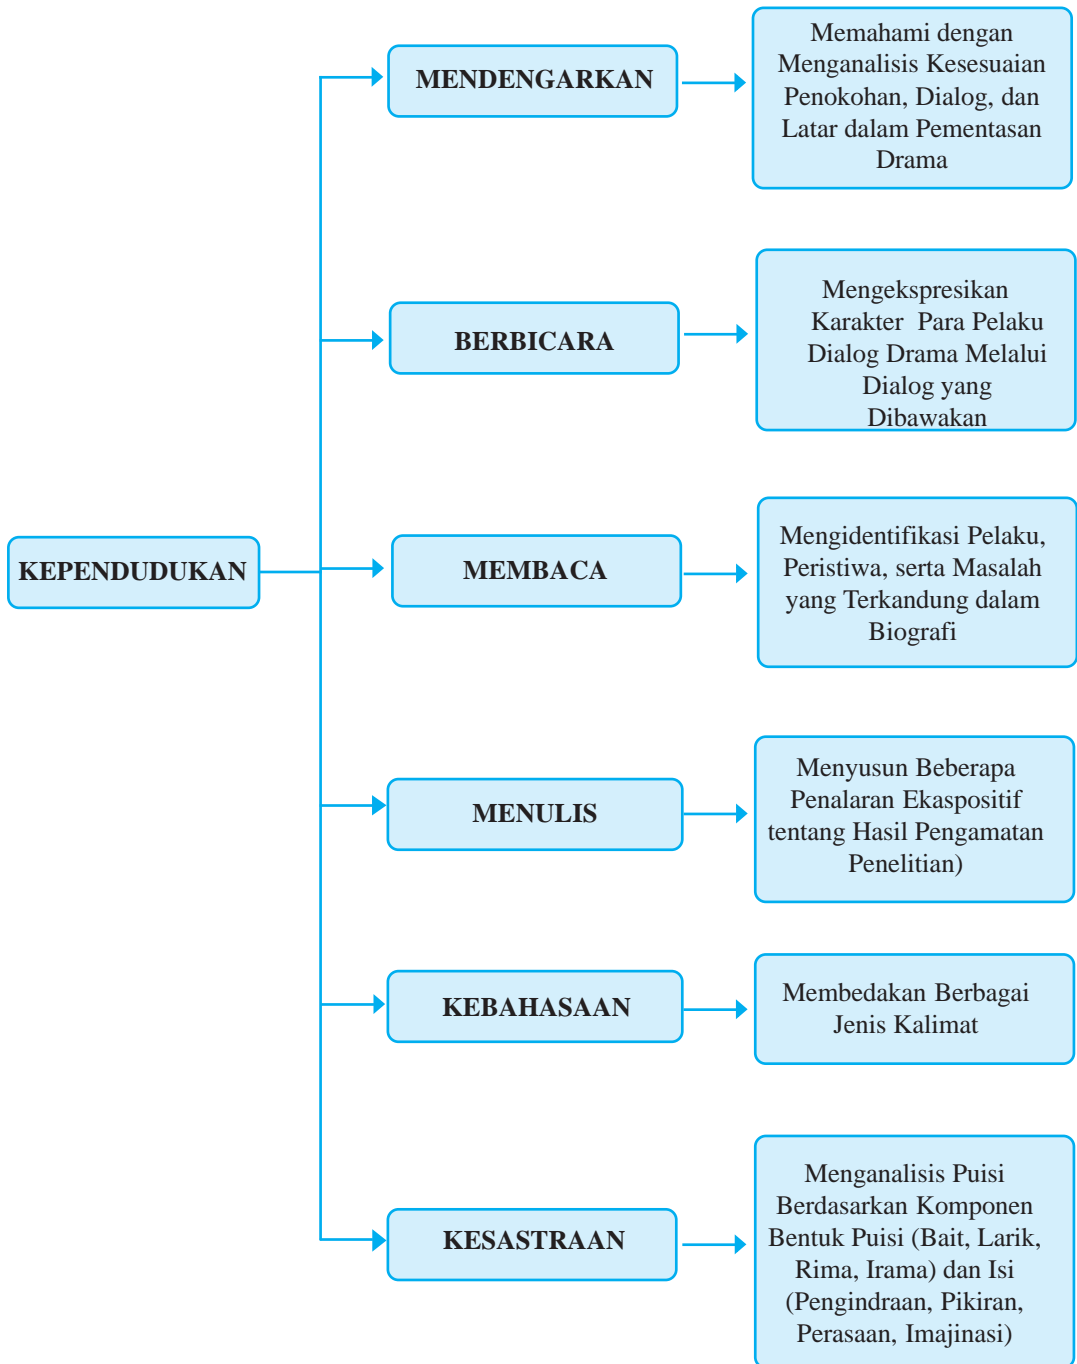 KEPENDUDUKAN
MENDENGARKAN
Memahami dengan
Menganalisis Kesesuaian
Penokohan, Dialog, dan
Latar dalam Pementasan
Drama
BERBICARA
Mengekspresikan
Karakter Para Pelaku
Dialog Drama Melalui
Dialog yang
Dibawakan
MEMBACA
Mengidentifikasi Pelaku,
Peristiwa, serta Masalah
yang Terkandung dalam
Biografi
MENULIS
Menyusun Beberapa
Penalaran Ekaspositif
tentang Hasil Pengamatan
Penelitian)
KEBAHASAAN
Membedakan Berbagai
Jenis Kalimat
KESASTRAAN
Menganalisis Puisi
Berdasarkan Komponen
Bentuk Puisi (Bait, Larik,
Rima, Irama) dan Isi
(Pengindraan, Pikiran,
Perasaan, Imajinasi)